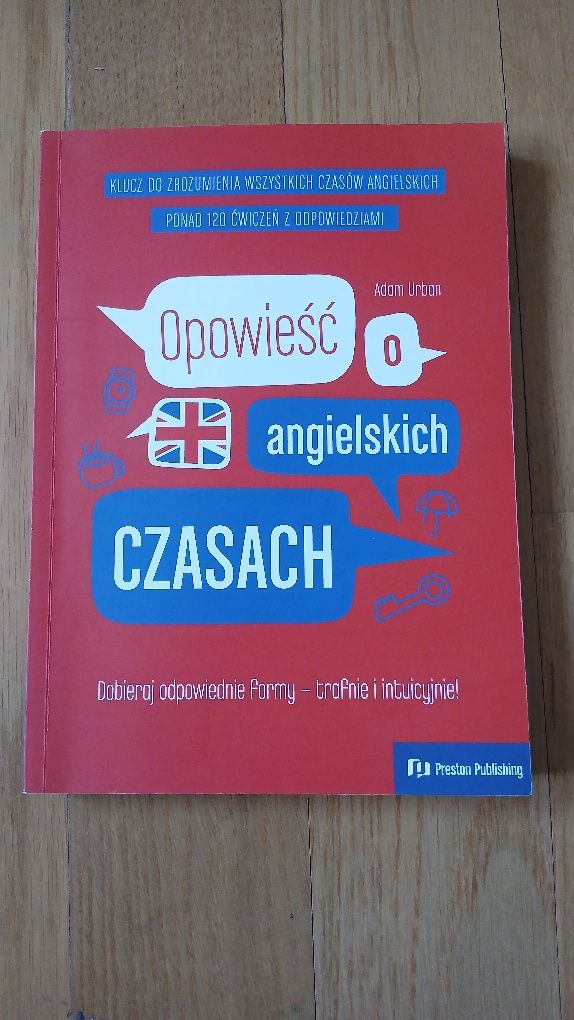 KLUCZ DO ZROZUMIENIA WSZYSTKICH CZASÓW ANGIELSKICH
PONAD 120 ĆWICZEŃ Z ODPOWIEDZIAMI
Adam Urban
Opowieść
o
angielskich
CZASACH
Dobieraj odpowiednie formy – trafnie i intuicyjnie!
Preston Publishing